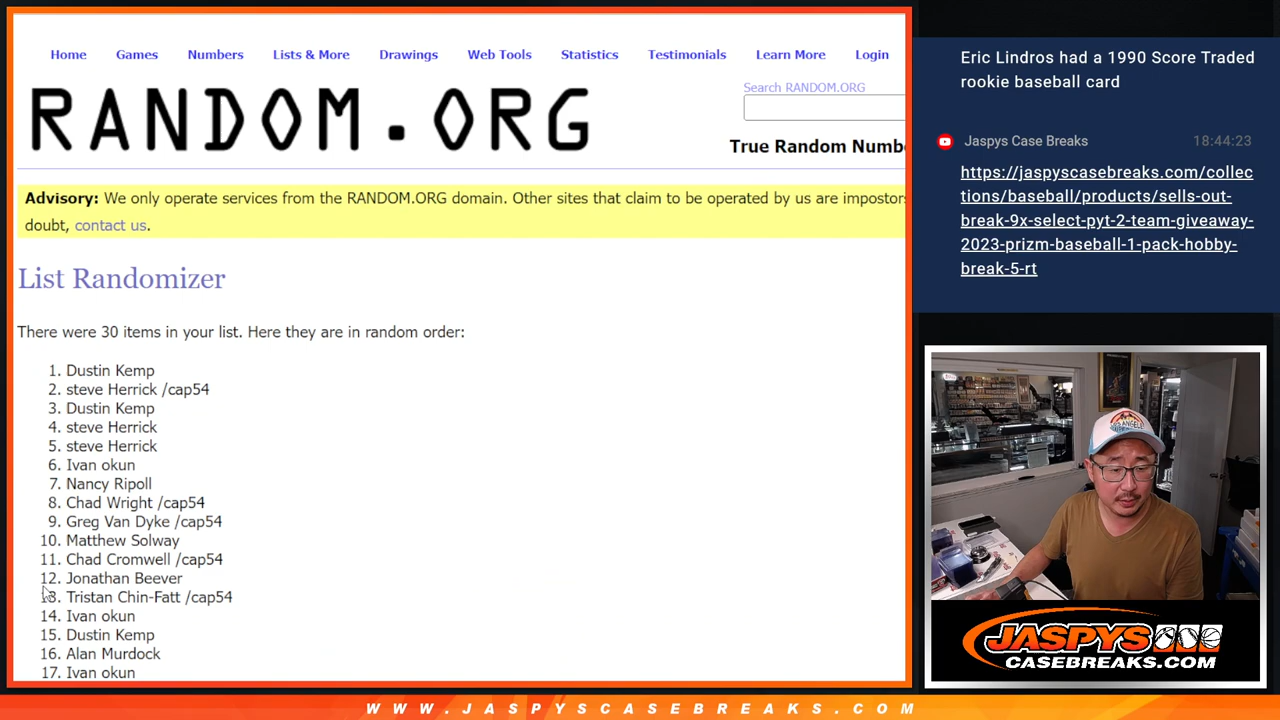 Home Games Numbers Lists & More Drawings Web Tools Statistics Testimonials Learn More Login
RANDOM.ORG
Search RANDOM.ORG
True Random Numb
Advisory: We only operate services from the RANDOM.ORG domain. Other sites that claim to be operated by us are impostors
doubt, contact us.
List Randomizer
There were 30 items in your list. Here they are in random order:
1. Dustin Kemp
2. steve Herrick /cap54
3. Dustin Kemp
4. steve Herrick
5. steve Herrick
6. Ivan okun
7. Nancy Ripoll
8. Chad Wright /cap54
9. Greg Van Dyke /cap54
10. Matthew Solway
11. Chad Cromwell /cap54
12. Jonathan Beever
13. Tristan Chin-Fatt /cap54
14. Ivan okun
15. Dustin Kemp
16. Alan Murdock
17. Ivan okun
Eric Lindros had a 1990 Score Traded
rookie baseball card
Jaspys Case Breaks 18:44:23
https://jaspyscasebreaks.com/collec
tions/baseball/products/sells-out-
break-9x-select-pyt-2-team-giveaway-
2023-prizm-baseball-1-pack-hobby-
break-5-rt
JASPYS
CASEBREAKS.COM
WWW.JASPYSCASEBREAKS.COM